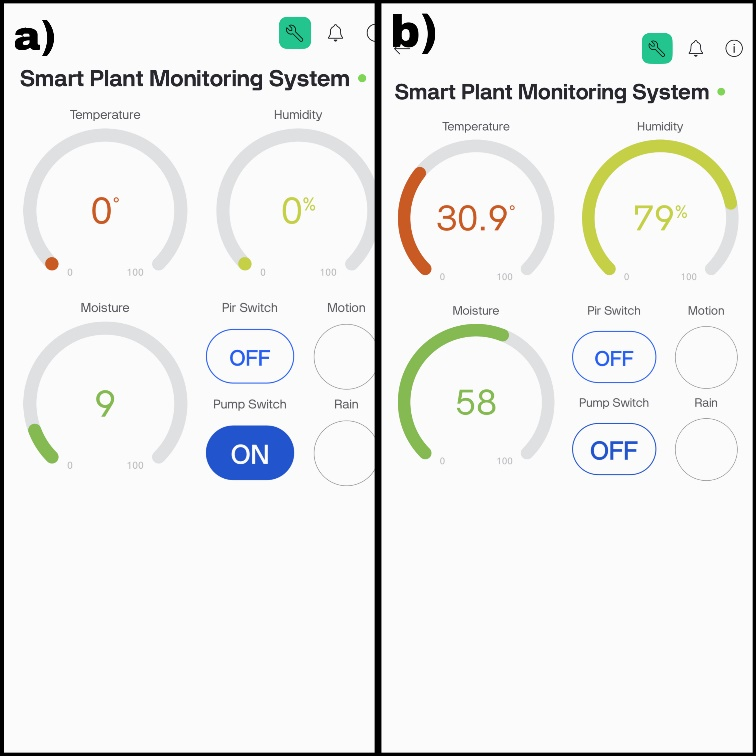 a)
Smart Plant Monitoring System
Temperature
Humidity
0°
0%
0
100
0
100
Moisture
Pir Switch
Motion
OFF
9
Pump Switch
Rain
ON
0
100
b)
Smart Plant Monitoring System
Temperature
Humidity
30.9°
79%
0
100
0
100
Moisture
Pir Switch
Motion
OFF
58
Pump Switch
Rain
OFF
0
100